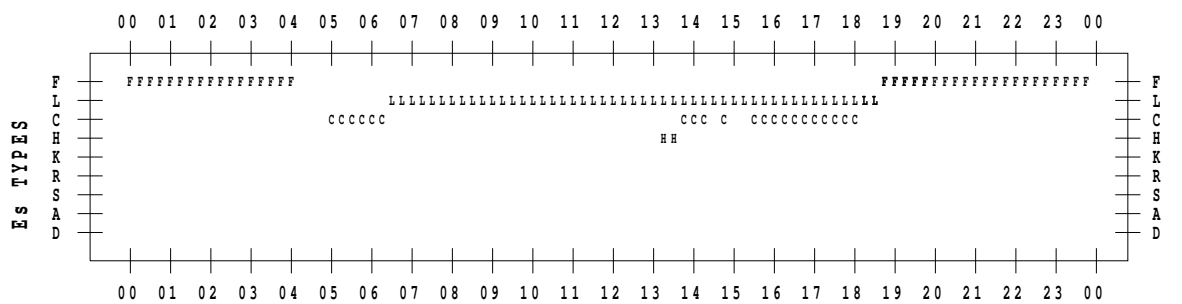 00 01 02 03 04 05 06 07 08 09 10 11 12 13 14 15 16 17 18 19 20 21 22 23 00
F FFFFFFFFFFFFFFFFF FFFFFFFFFFFFFFFFFFFFF F
L LLLLLLLLLLLLLLLLLLLLLLLLLLLLLLLLLLLLLLLLLLLLLLLLL L
C CCCCCC CCC C CCCCCCCCCCC C
H HH H
K K
R R
S S
A A
D D
Es TYPES
00 01 02 03 04 05 06 07 08 09 10 11 12 13 14 15 16 17 18 19 20 21 22 23 00